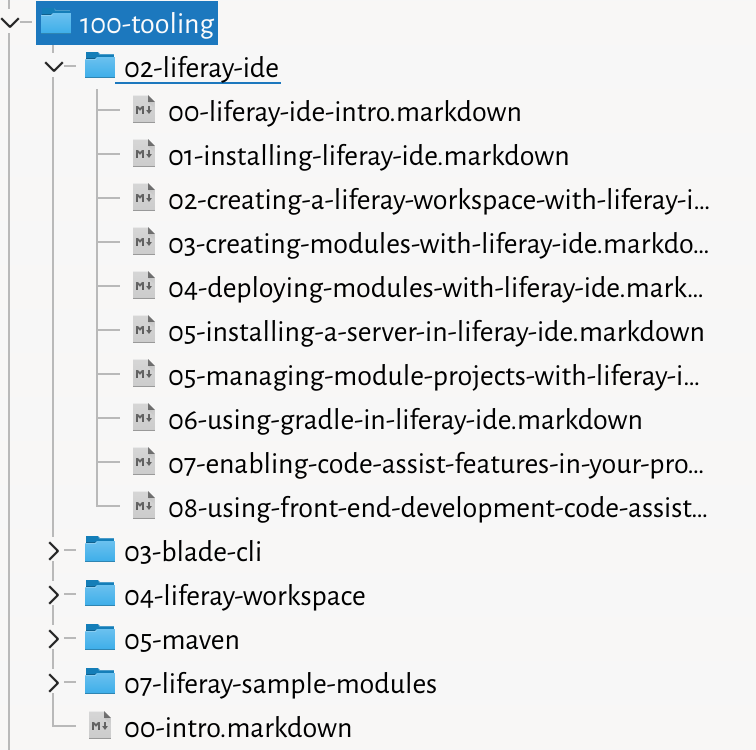 100-tooling
02-liferay-ide
00-liferay-ide-intro.markdown
01-installing-liferay-ide.markdown
02-creating-a-liferay-workspace-with-liferay-i...
03-creating-modules-with-liferay-ide.markdo...
04-deploying-modules-with-liferay-ide.mark...
05-installing-a-server-in-liferay-ide.markdown
05-managing-module-projects-with-liferay-i...
06-using-gradle-in-liferay-ide.markdown
07-enabling-code-assist-features-in-your-pro...
08-using-front-end-development-code-assist...
03-blade-cli
04-liferay-workspace
05-maven
07-liferay-sample-modules
00-intro.markdown